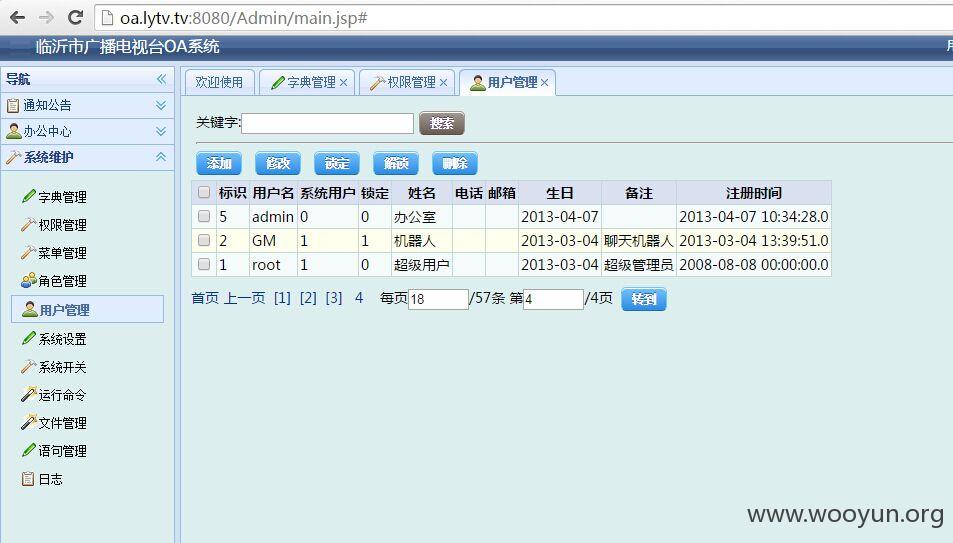 oa.lytv.tv:8080/Admin/main.jsp#
临沂市广播电视台OA系统
导航
通知公告
办公中心
系统维护
字典管理
权限管理
菜单管理
角色管理
用户管理
系统设置
系统开关
运行命令
文件管理
语句管理
日志
欢迎使用 字典管理 权限管理 用户管理
关键字: 搜索
添加 修改 锁定 解锁 删除
标识 用户名 系统用户 锁定 姓名 电话 邮箱 生日 备注 注册时间
5 admin 0 0 办公室 2013-04-07 2013-04-07 10:34:28.0
2 GM 1 1 机器人 2013-03-04 聊天机器人 2013-03-04 13:39:51.0
1 root 1 0 超级用户 2013-03-04 超级管理员 2008-08-08 00:00:00.0
首页 上一页 [1] [2] [3] 4 每页18/57条 第4/4页 转到
www.wooyun.org